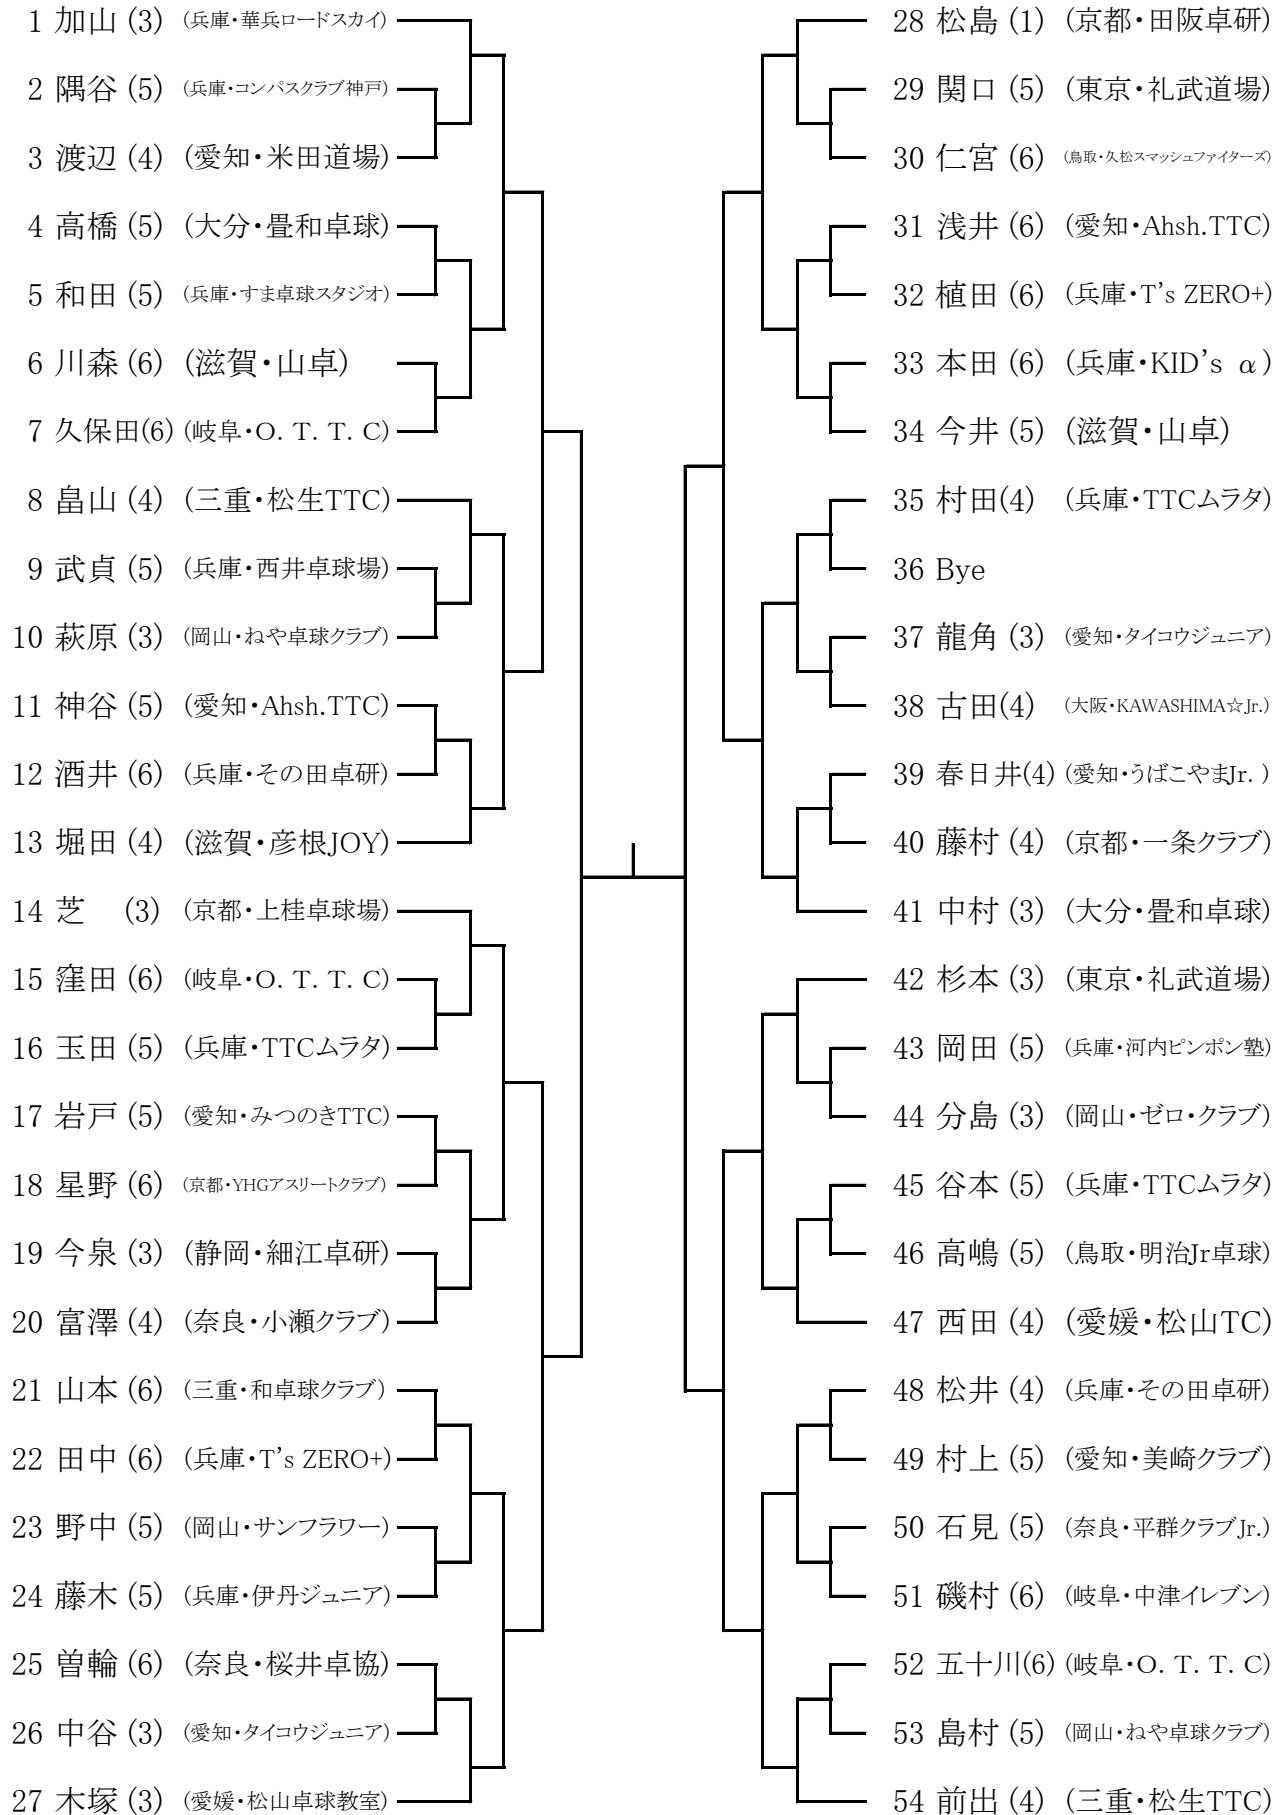 1 加山 (3) (兵庫・華兵ロードスカイ)
2 隅谷 (5) (兵庫・コンパスクラブ神戸)
3 渡辺 (4) (愛知・米田道場)
4 高橋 (5) (大分・畳和卓球)
5 和田 (5) (兵庫・すま卓球スタジオ)
6 川森 (6) (滋賀・山卓)
7 久保田(6) (岐阜・O. T. T. C)
8 畠山 (4) (三重・松生TTC)
9 武貞 (5) (兵庫・西井卓球場)
10 萩原 (3) (岡山・ねや卓球クラブ)
11 神谷 (5) (愛知・Ahsh.TTC)
12 酒井 (6) (兵庫・その田卓研)
13 堀田 (4) (滋賀・彦根JOY)
14 芝 (3) (京都・上桂卓球場)
15 窪田 (6) (岐阜・O. T. T. C)
16 玉田 (5) (兵庫・TTCムラタ)
17 岩戸 (5) (愛知・みつのきTTC)
18 星野 (6) (京都・YHGアスリートクラブ)
19 今泉 (3) (静岡・細江卓研)
20 富澤 (4) (奈良・小瀬クラブ)
21 山本 (6) (三重・和卓球クラブ)
22 田中 (6) (兵庫・T's ZERO+)
23 野中 (5) (岡山・サンフラワー)
24 藤木 (5) (兵庫・伊丹ジュニア)
25 曽輪 (6) (奈良・桜井卓協)
26 中谷 (3) (愛知・タイコウジュニア)
27 木塚 (3) (愛媛・松山卓球教室)
28 松島 (1) (京都・田阪卓研)
29 関口 (5) (東京・礼武道場)
30 仁宮 (6) (鳥取・久松スマッシュファイターズ)
31 浅井 (6) (愛知・Ahsh.TTC)
32 植田 (6) (兵庫・T's ZERO+)
33 本田 (6) (兵庫・KID's α)
34 今井 (5) (滋賀・山卓)
35 村田(4) (兵庫・TTCムラタ)
36 Bye
37 龍角 (3) (愛知・タイコウジュニア)
38 古田(4) (大阪・KAWASHIMA☆Jr.)
39 春日井(4) (愛知・うばこやまJr. )
40 藤村 (4) (京都・一条クラブ)
41 中村 (3) (大分・畳和卓球)
42 杉本 (3) (東京・礼武道場)
43 岡田 (5) (兵庫・河内ピンポン塾)
44 分島 (3) (岡山・ゼロ・クラブ)
45 谷本 (5) (兵庫・TTCムラタ)
46 高嶋 (5) (鳥取・明治Jr卓球)
47 西田 (4) (愛媛・松山TC)
48 松井 (4) (兵庫・その田卓研)
49 村上 (5) (愛知・美崎クラブ)
50 石見 (5) (奈良・平群クラブJr.)
51 磯村 (6) (岐阜・中津イレブン)
52 五十川(6) (岐阜・O. T. T. C)
53 島村 (5) (岡山・ねや卓球クラブ)
54 前出 (4) (三重・松生TTC)